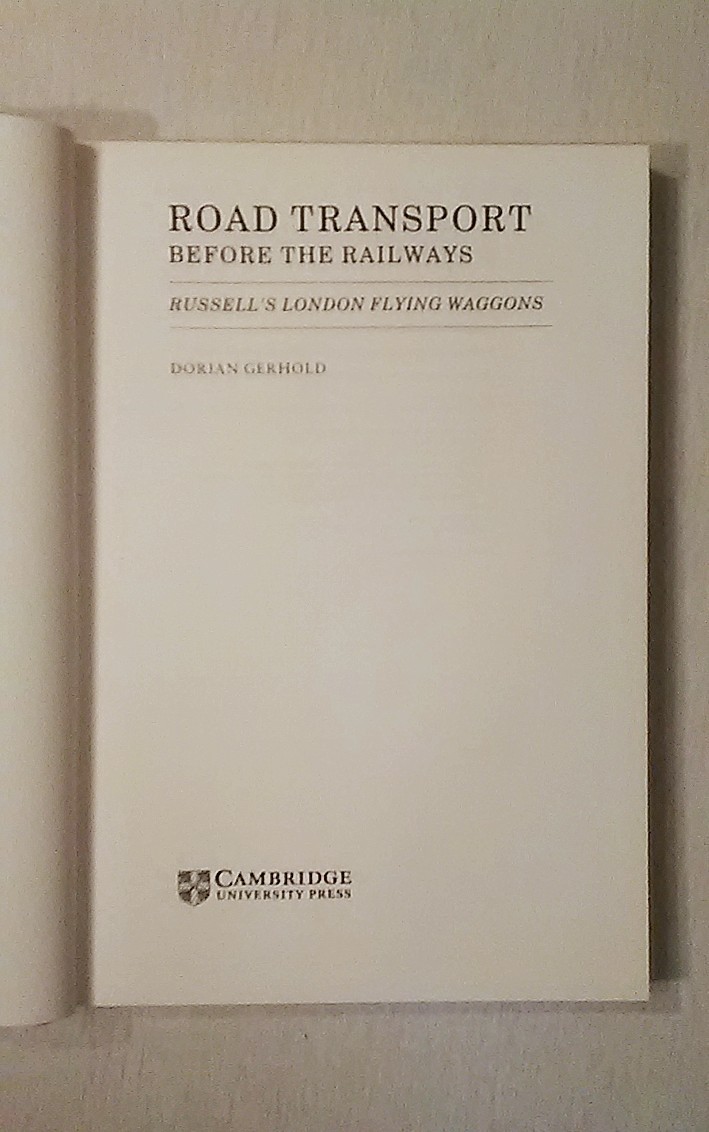 ROAD TRANSPORT
BEFORE THE RAILWAYS
RUSSELL'S LONDON FLYING WAGGONS
DORIAN GERHOLD
CAMBRIDGE
UNIVERSITY PRESS